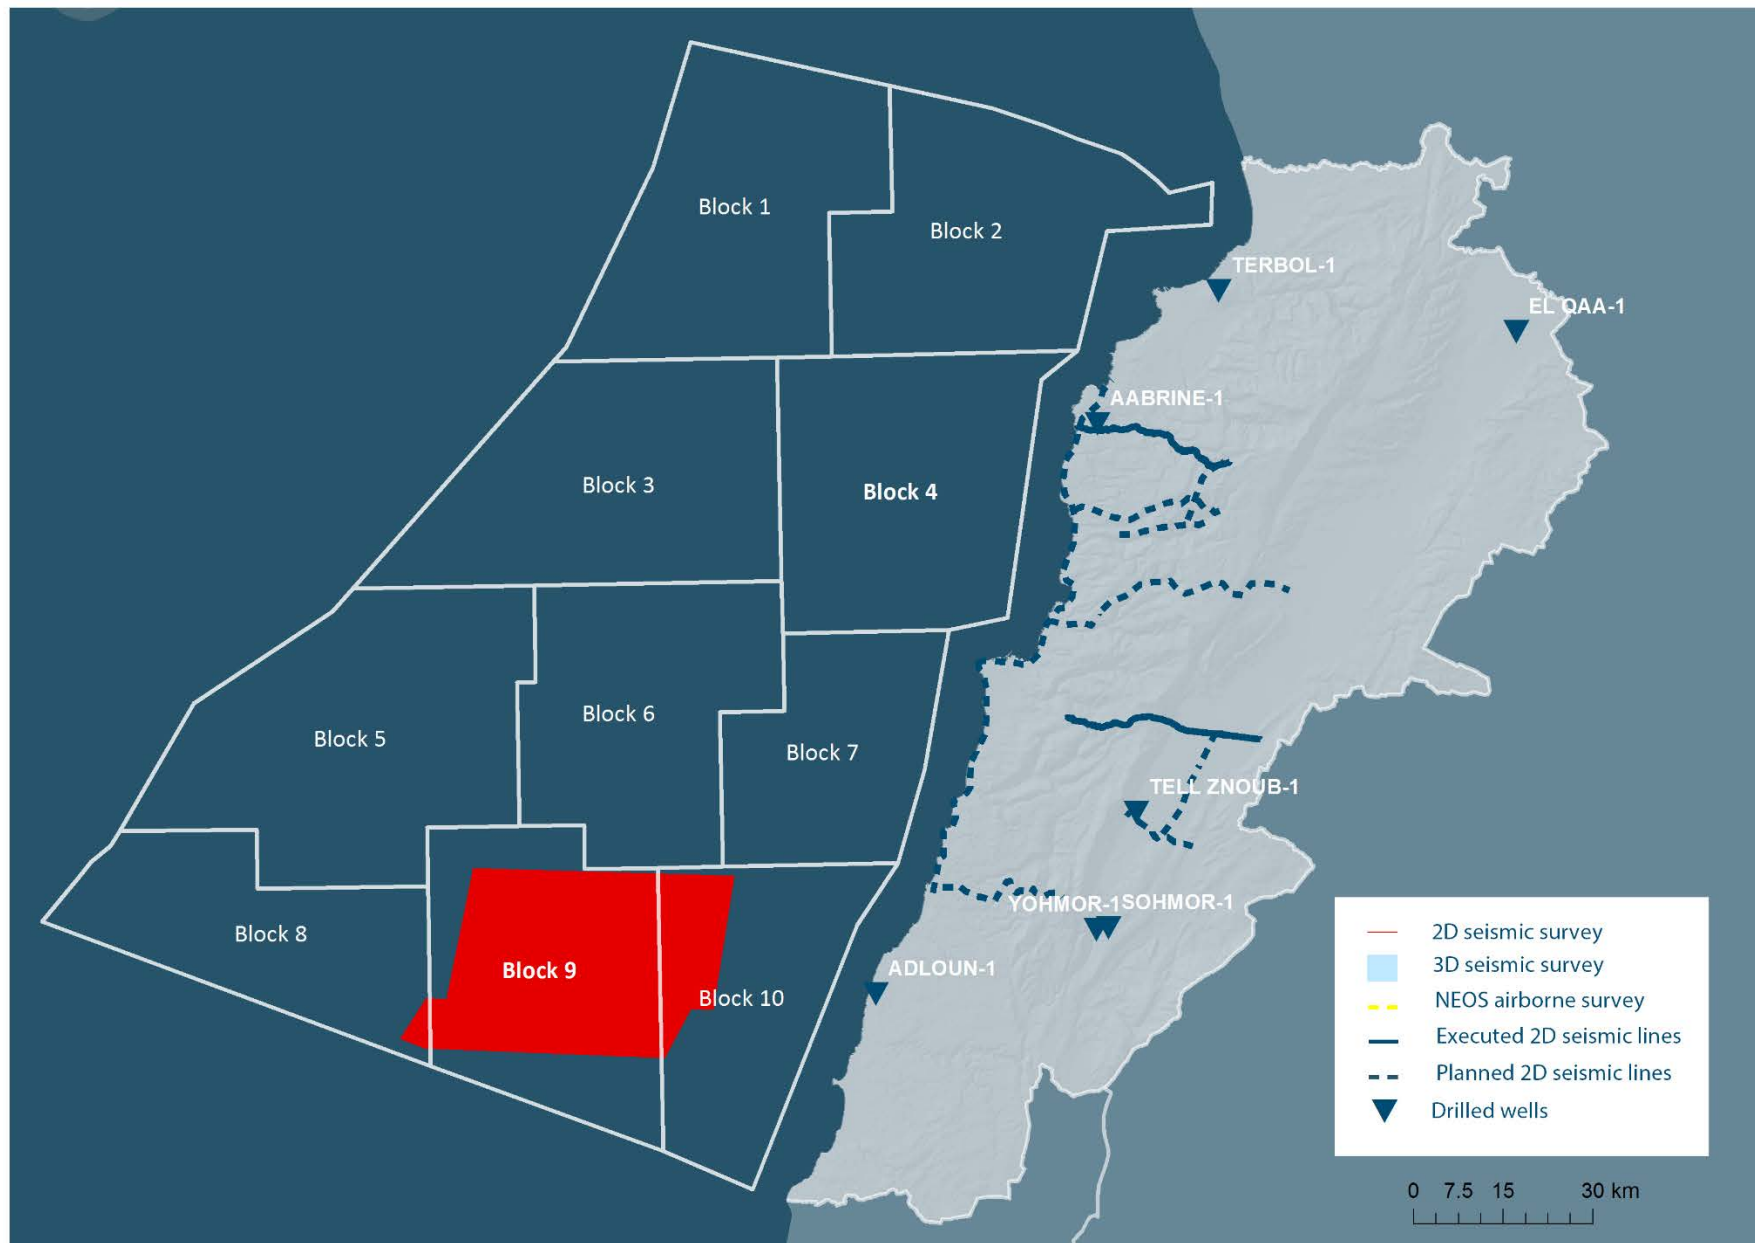 Block 1
Block 2
TERBOL-1
EL QAA-1
AABRINE-1
Block 3
Block 4
Block 5
Block 6
Block 7
TELL ZNOUB-1
YOHMOR-1 SOHMOR-1
Block 8
Block 9
Block 10
ADLOUN-1
2D seismic survey
3D seismic survey
NEOS airborne survey
Executed 2D seismic lines
Planned 2D seismic lines
Drilled wells
0 7.5 15 30 km